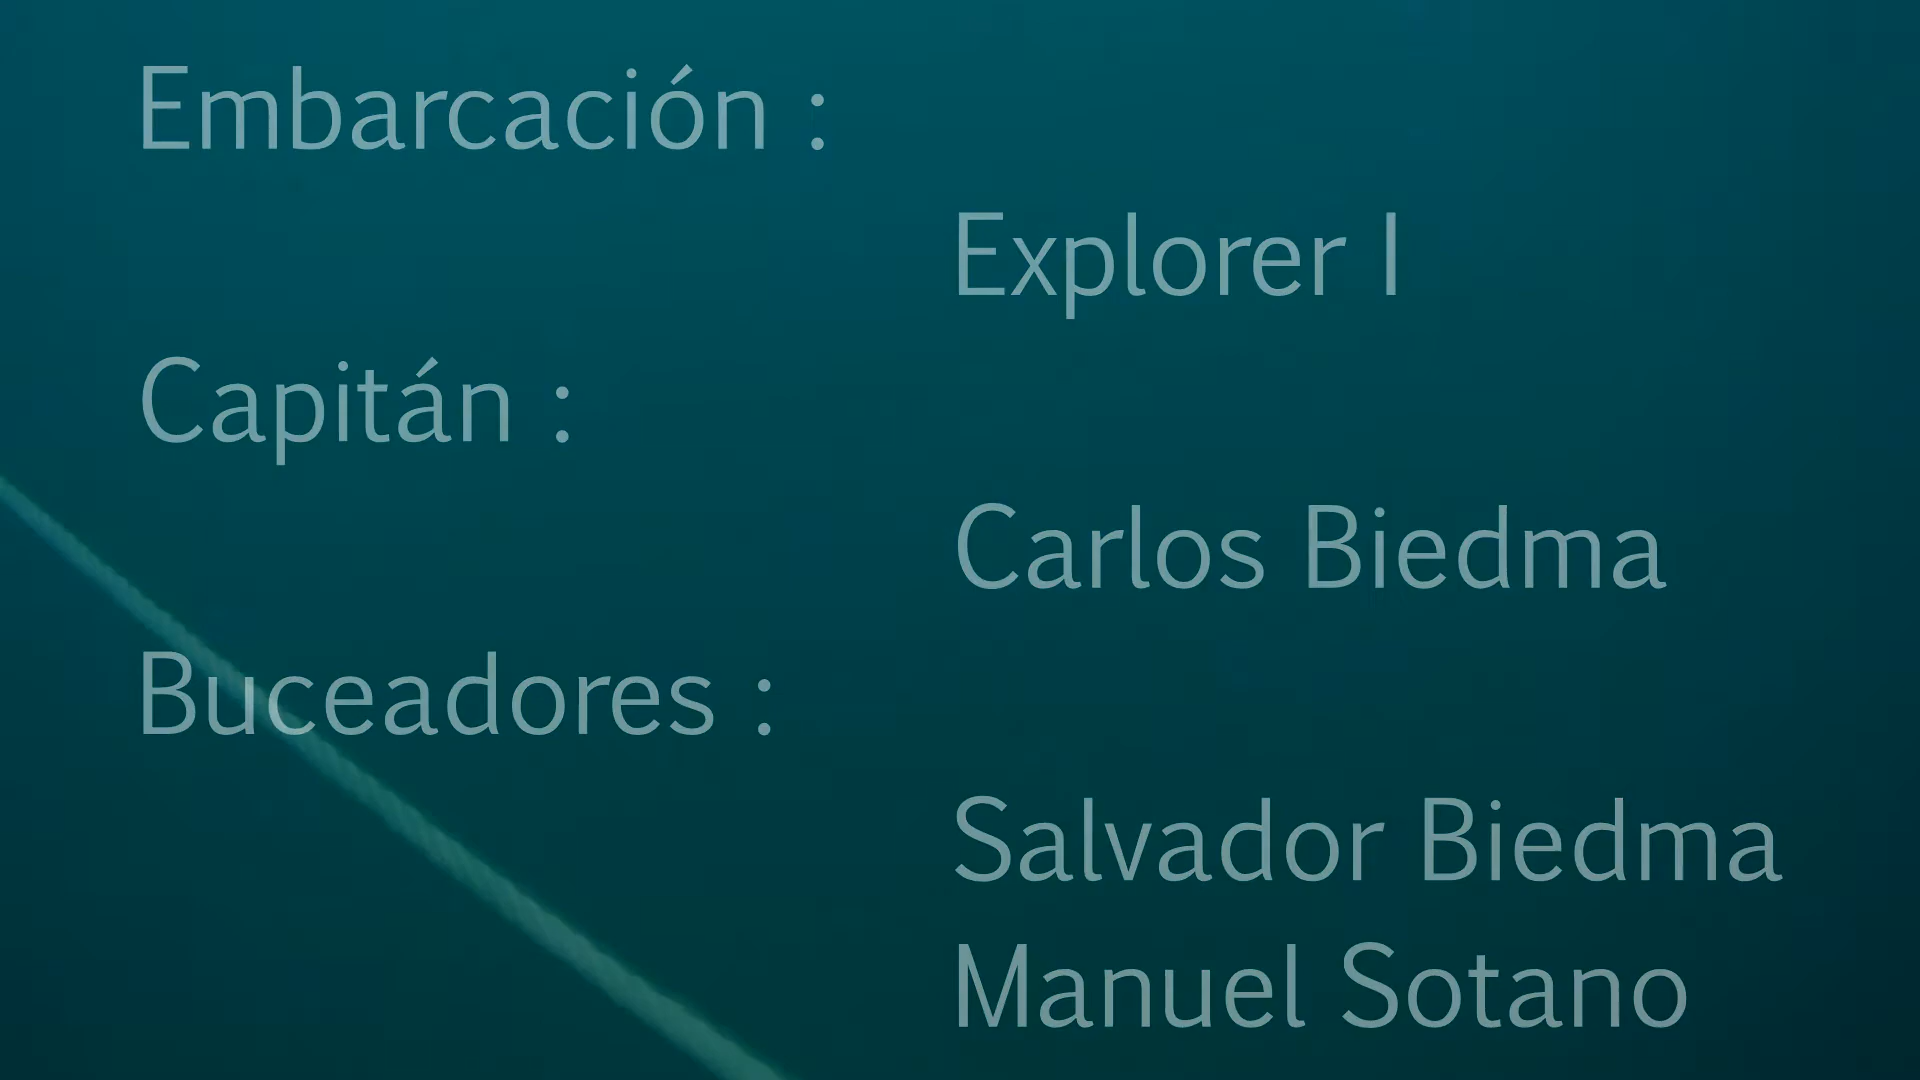 Embarcación :
Explorer I
Capitán :
Carlos Biedma
Buceadores :
Salvador Biedma
Manuel Sotano